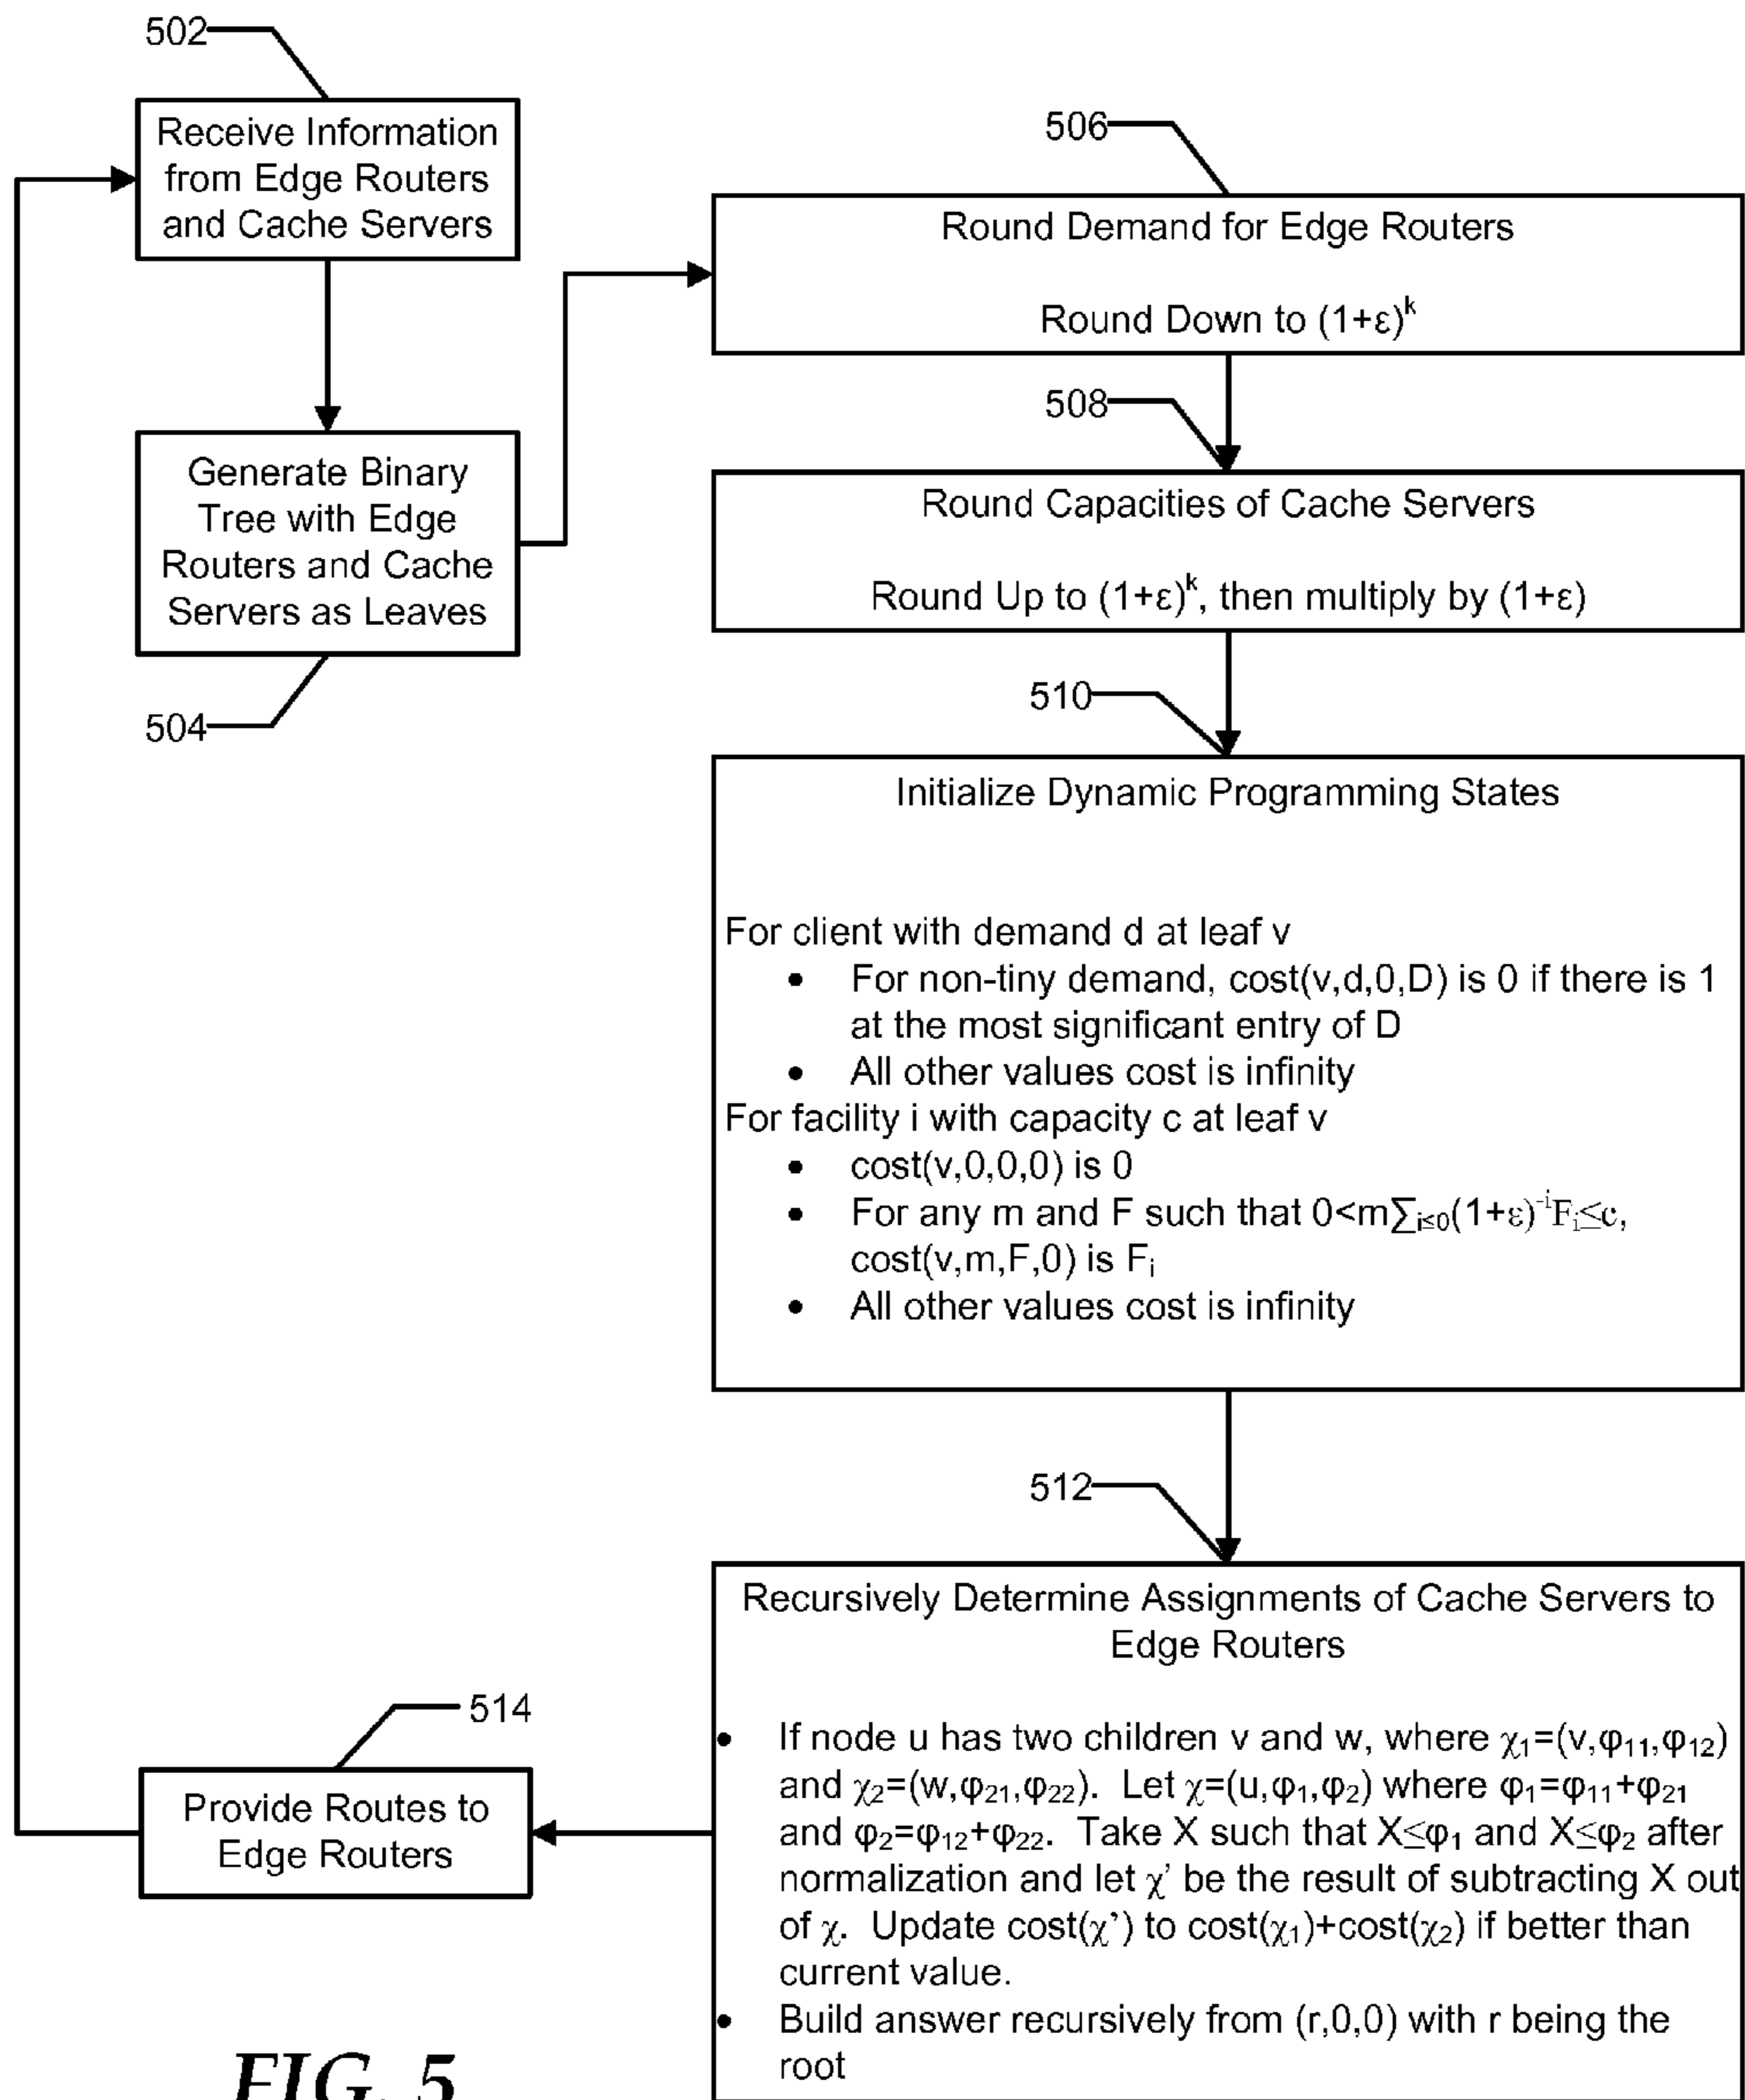 502
Receive Information
from Edge Routers
and Cache Servers
Generate Binary
Tree with Edge
Routers and Cache
Servers as Leaves
504
506
Round Demand for Edge Routers
Round Down to (1+ε)^k
508
Round Capacities of Cache Servers
Round Up to (1+ε)^k, then multiply by (1+ε)
510
Initialize Dynamic Programming States
For client with demand d at leaf v
• For non-tiny demand, cost(v,d,0,D) is 0 if there is 1
at the most significant entry of D
• All other values cost is infinity
For facility i with capacity c at leaf v
• cost(v,0,0,0) is 0
• For any m and F such that 0<m∑_{i≤0}(1+ε)^{-i}F_i≤c,
cost(v,m,F,0) is F_i
• All other values cost is infinity
512
Recursively Determine Assignments of Cache Servers to
Edge Routers
• If node u has two children v and w, where χ₁=(v,φ₁₁,φ₁₂)
and χ₂=(w,φ₂₁,φ₂₂). Let χ=(u,φ₁,φ₂) where φ₁=φ₁₁+φ₂₁
and φ₂=φ₁₂+φ₂₂. Take X such that X≤φ₁ and X≤φ₂ after
normalization and let χ’ be the result of subtracting X out
of χ. Update cost(χ’) to cost(χ₁)+cost(χ₂) if better than
current value.
• Build answer recursively from (r,0,0) with r being the
root
514
Provide Routes to
Edge Routers
FIG. 5